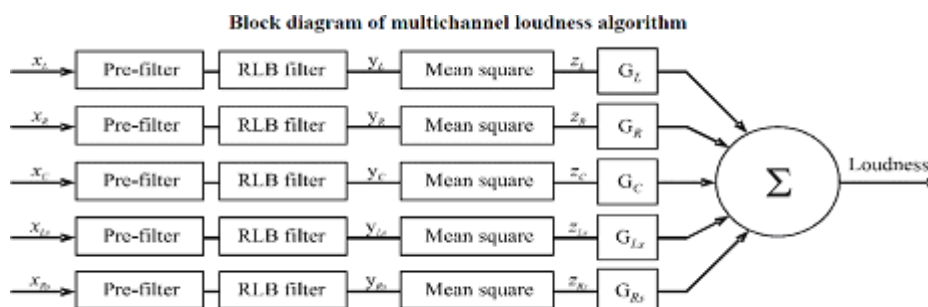 Block diagram of multichannel loudness algorithm
x_L Pre-filter RLB filter y_L Mean square z_L G_L
x_R Pre-filter RLB filter y_R Mean square z_R G_R
x_C Pre-filter RLB filter y_C Mean square z_C G_C Σ Loudness
x_Ls Pre-filter RLB filter y_Ls Mean square z_Ls G_Ls
x_Rs Pre-filter RLB filter y_Rs Mean square z_Rs G_Rs